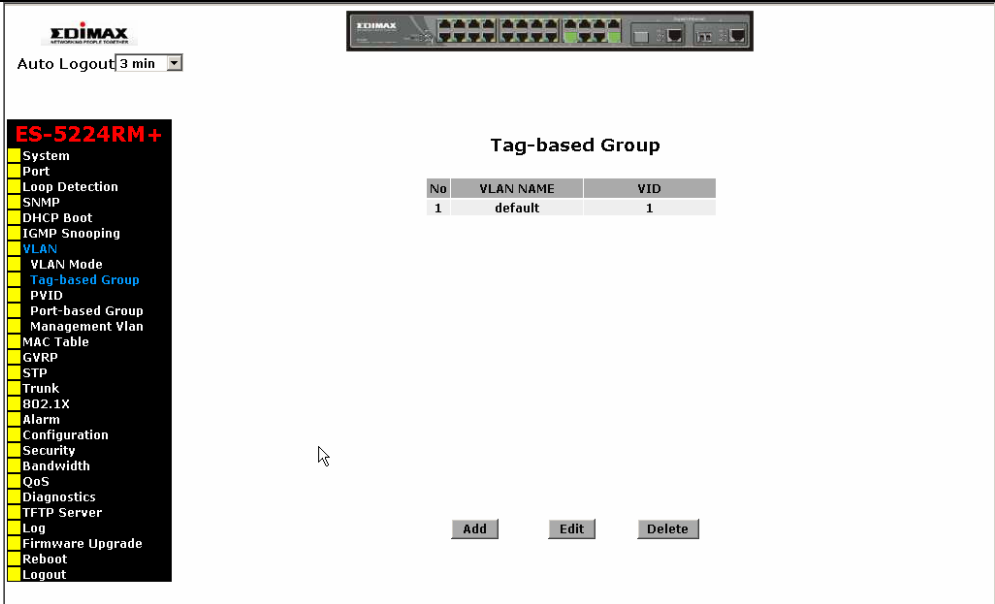 EDIMAX
NETWORKING PEOPLE TOGETHER
EDIMAX
Auto Logout 3 min
ES-5224RM+
System
Port
Loop Detection
SNMP
DHCP Boot
IGMP Snooping
VLAN
VLAN Mode
Tag-based Group
PVID
Port-based Group
Management Vlan
MAC Table
GVRP
STP
Trunk
802.1X
Alarm
Configuration
Security
Bandwidth
QoS
Diagnostics
TFTP Server
Log
Firmware Upgrade
Reboot
Logout
Tag-based Group
No VLAN NAME VID
1 default 1
Add Edit Delete